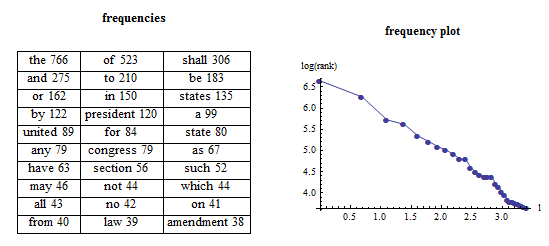 frequencies
the 766 of 523 shall 306
and 275 to 210 be 183
or 162 in 150 states 135
by 122 president 120 a 99
united 89 for 84 state 80
any 79 congress 79 as 67
have 63 section 56 such 52
may 46 not 44 which 44
all 43 no 42 on 41
from 40 law 39 amendment 38
frequency plot
log(rank)
6.5
6.0
5.5
5.0
4.5
4.0
0.5 1.0 1.5 2.0 2.5 3.0
1